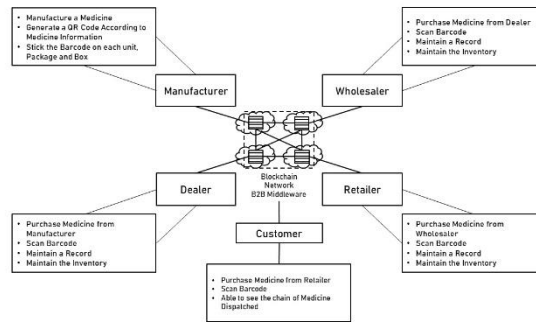 • Manufacture a Medicine
• Generate a QR Code According to
Medicine Information
• Stick the Barcode on each unit,
Package and Box
• Purchase Medicine from Dealer
• Scan Barcode
• Maintain a Record
• Maintain the Inventory
Manufacturer
Wholesaler
Dealer
Blockchain
Network
B2B Middleware
Retailer
• Purchase Medicine from
Manufacturer
• Scan Barcode
• Maintain a Record
• Maintain the Inventory
Customer
• Purchase Medicine from
Wholesaler
• Scan Barcode
• Maintain a Record
• Maintain the Inventory
• Purchase Medicine from Retailer
• Scan Barcode
• Able to see the chain of Medicine
Dispatched